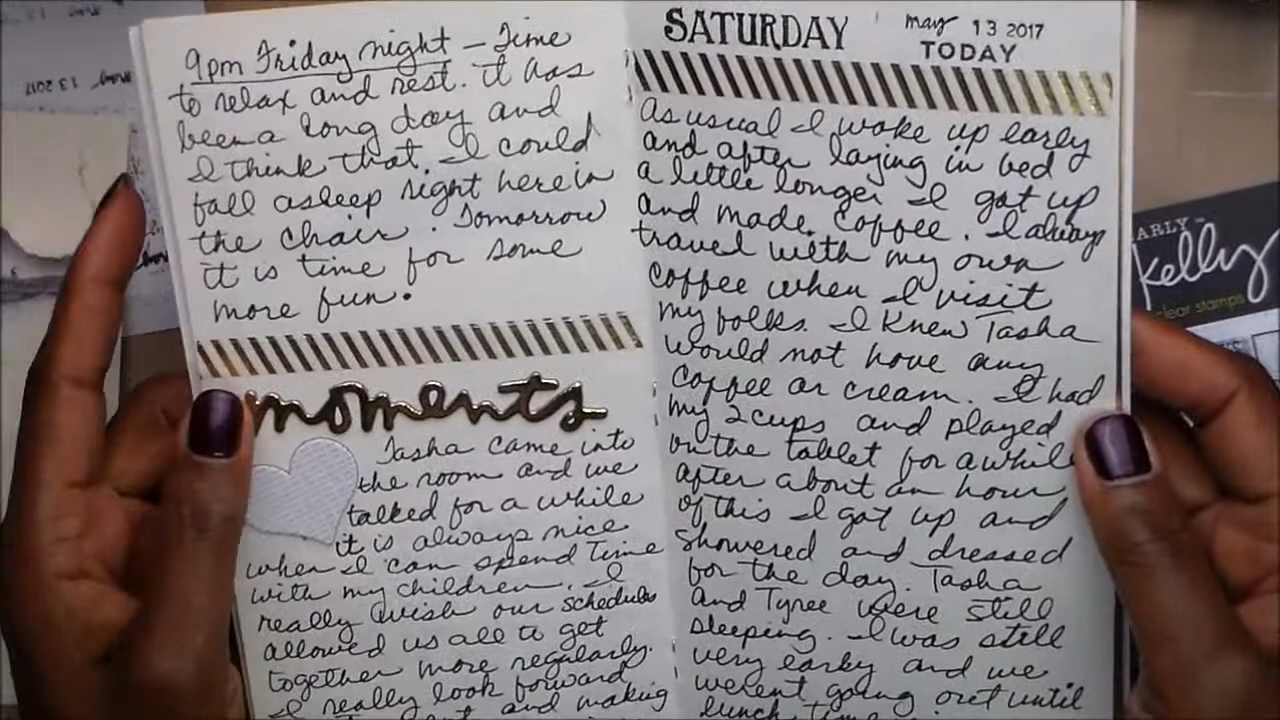 9pm Friday night - Time
to relax and rest. it has
been a long day and
I think that I could
fall asleep right here in
the chair. Tomorrow
it is time for some
more fun.
moments
Tasha came into
the room and we
talked for a while
it is always nice
when I can spend time
with my children. I
really wish our schedules
allowed us all to get
together more regularly.
I really look forward
and making
SATURDAY
may 13 2017
TODAY
As usual I woke up early
and after laying in bed
a little longer I got up
and made coffee. I always
travel with my own
coffee when I visit
my folks. I knew Tasha
would not have any
coffee or cream. I had
my 2 cups and played
on the tablet for a while
after about an hour
of this I got up and
showered and dressed
for the day. Tasha
and Tyree were still
sleeping. I was still
very early and we
werent going out until
lunch time
ARLY
Kelly
clear stamps
13 2017